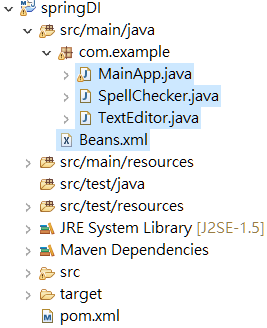 springDI
src/main/java
com.example
MainApp.java
SpellChecker.java
TextEditor.java
Beans.xml
src/main/resources
src/test/java
src/test/resources
JRE System Library [J2SE-1.5]
Maven Dependencies
src
target
pom.xml